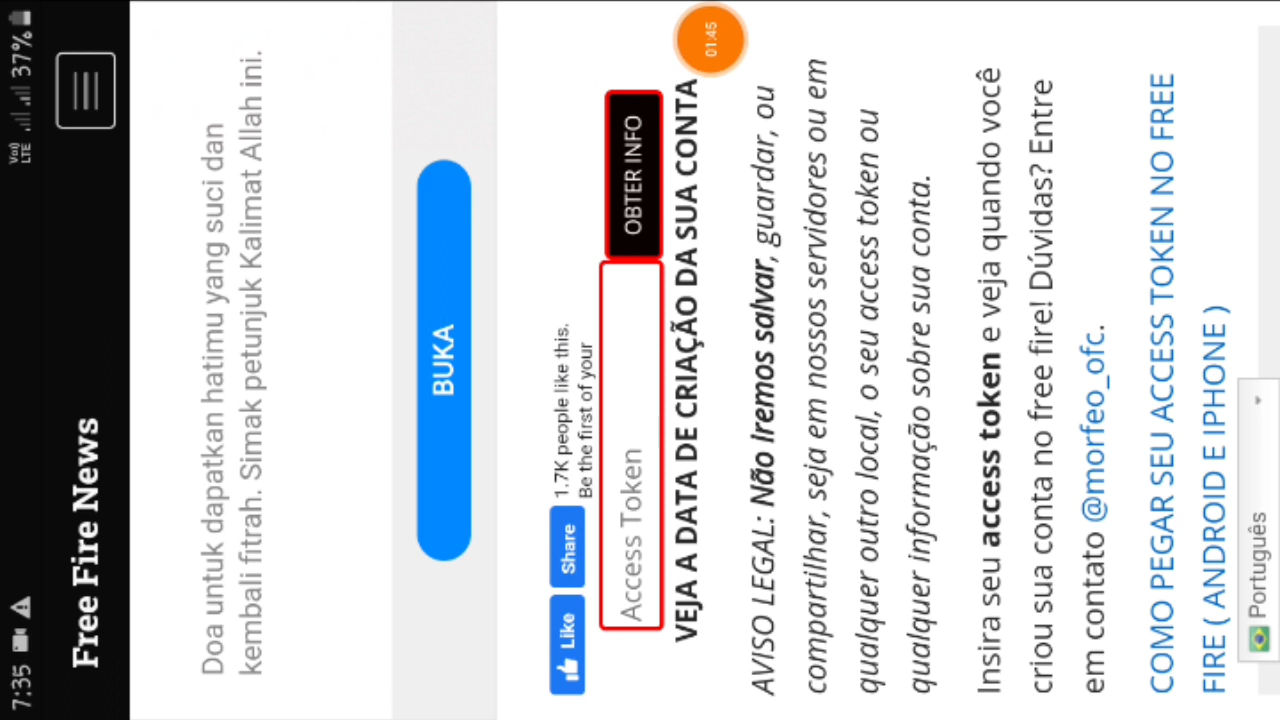 7:35
LTE
37%
Free Fire News
Doa untuk dapatkan hatimu yang suci dan
kembali fitrah. Simak petunjuk Kalimat Allah ini.
BUKA
Like
Share
1.7K people like this.
Be the first of your
Access Token
OBTER INFO
01:45
VEJA A DATA DE CRIAÇÃO DA SUA CONTA
AVISO LEGAL: Não iremos salvar, guardar, ou
compartilhar, seja em nossos servidores ou em
qualquer outro local, o seu access token ou
qualquer informação sobre sua conta.
Insira seu access token e veja quando você
criou sua conta no free fire! Dúvidas? Entre
em contato @morfeo_ofc.
COMO PEGAR SEU ACCESS TOKEN NO FREE
FIRE ( ANDROID E IPHONE )
Português